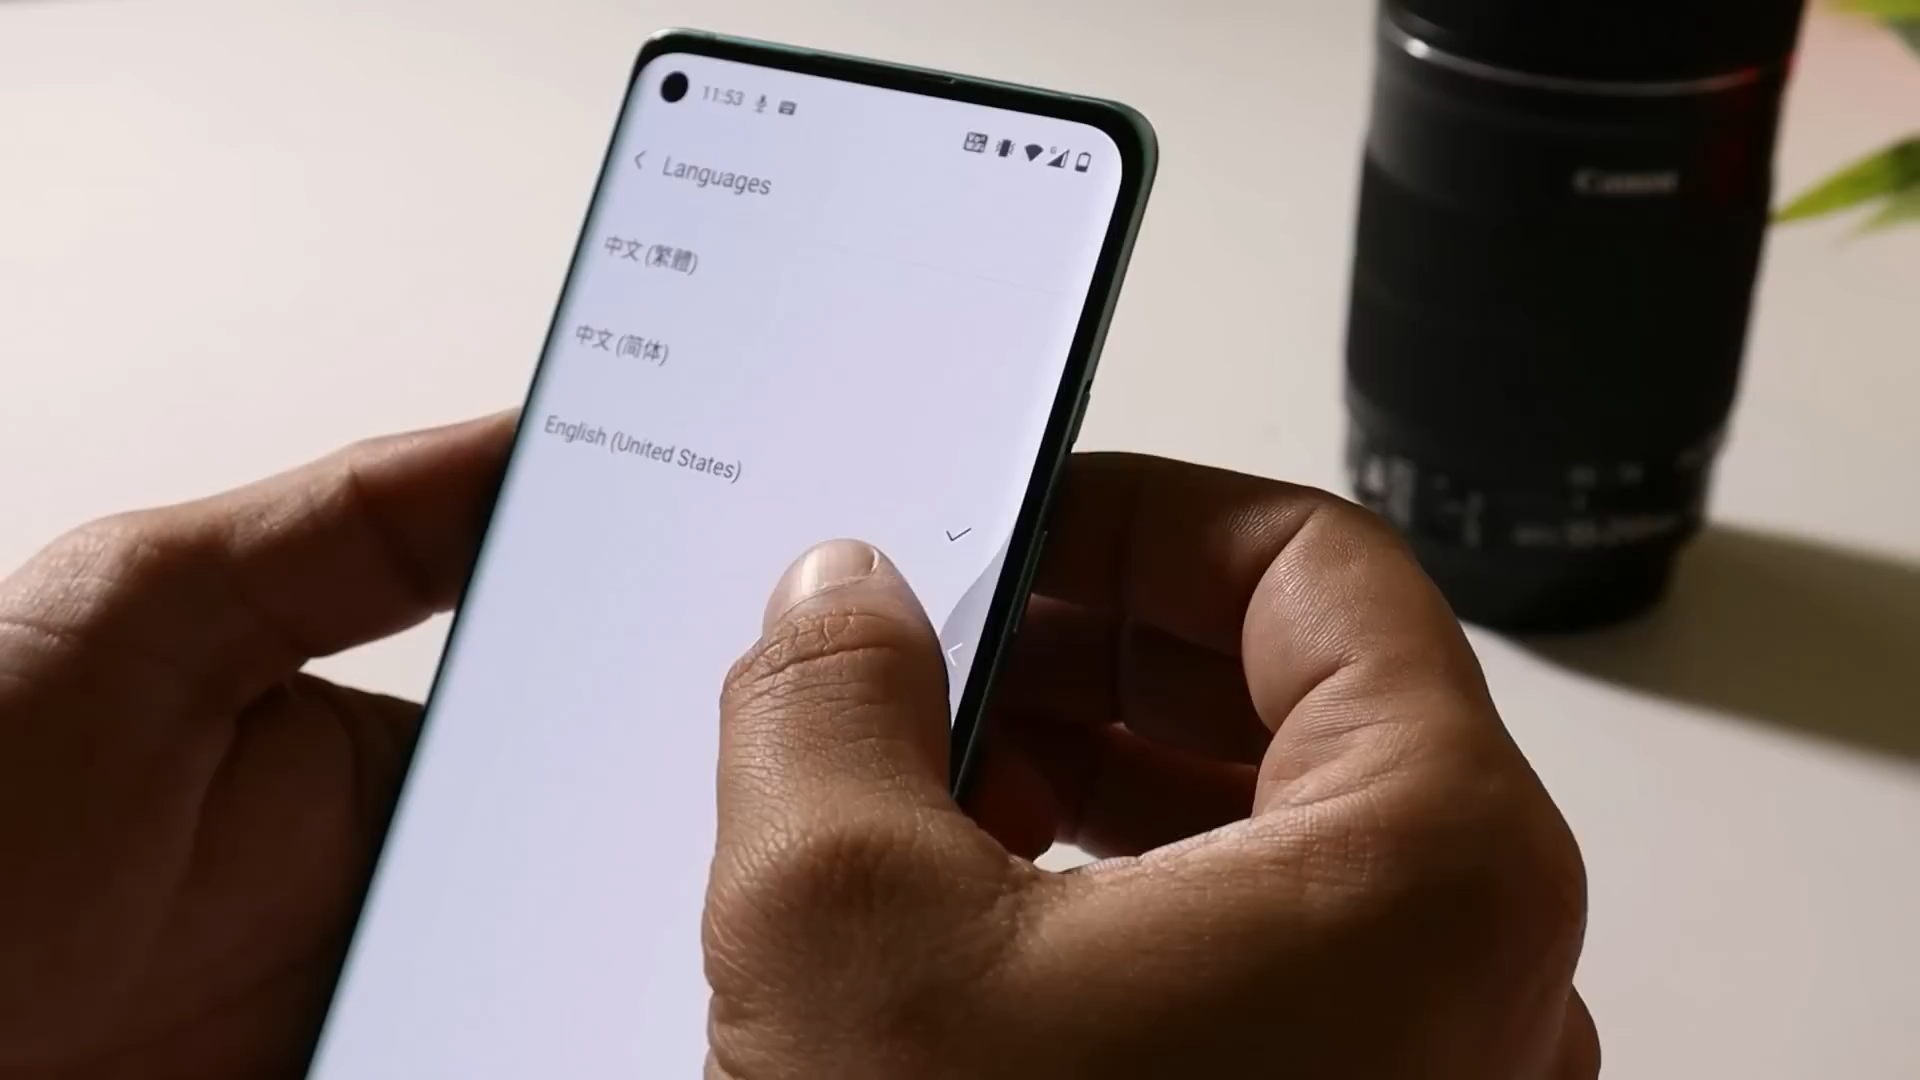 11:53
Languages
中文 (繁體)
中文 (简体)
English (United States)
Canon